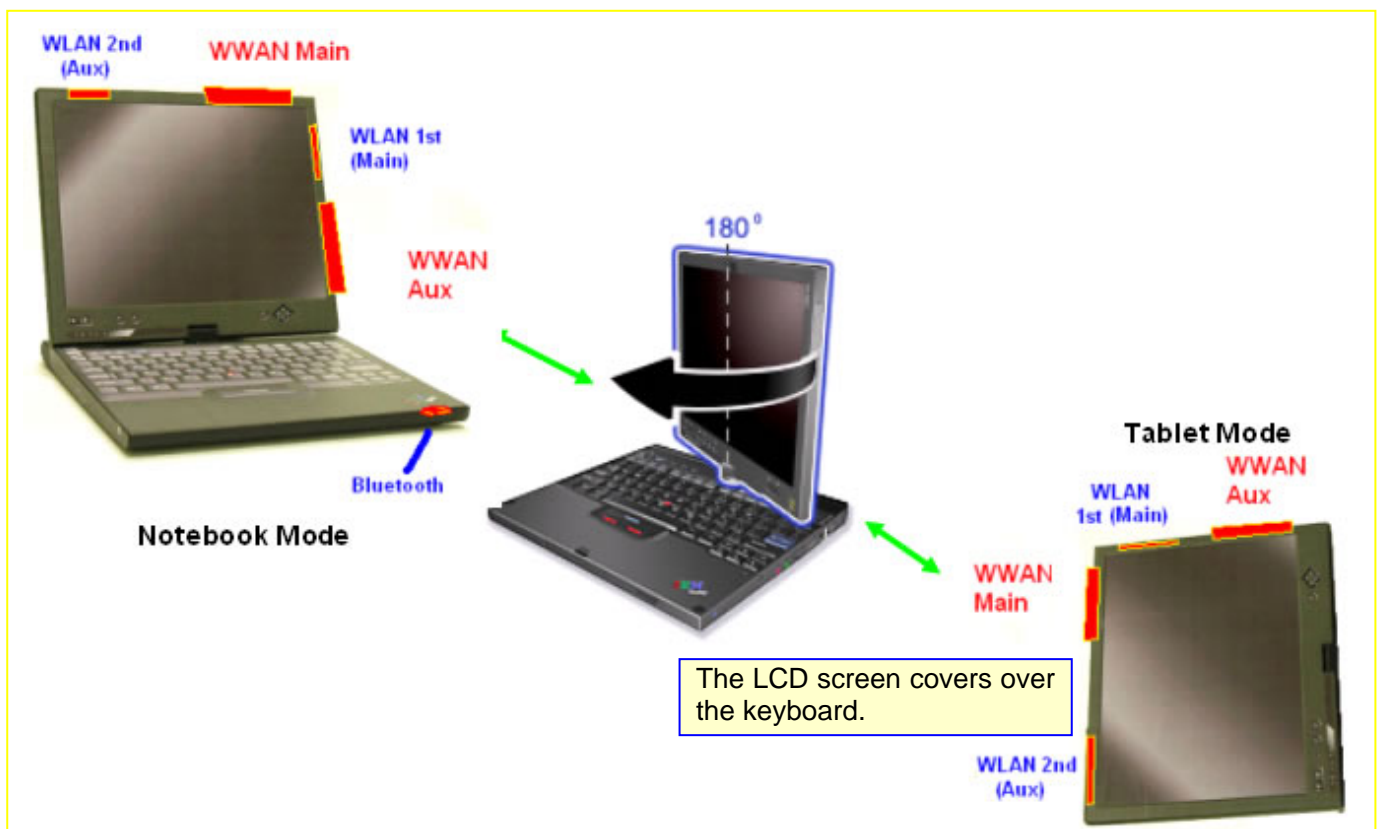 WLAN 2nd
(Aux)
WWAN Main
WLAN 1st
(Main)
WWAN
Aux
Bluetooth
Notebook Mode
180°
Tablet Mode
WWAN
Aux
WLAN
1st (Main)
WWAN
Main
The LCD screen covers over
the keyboard.
WLAN 2nd
(Aux)